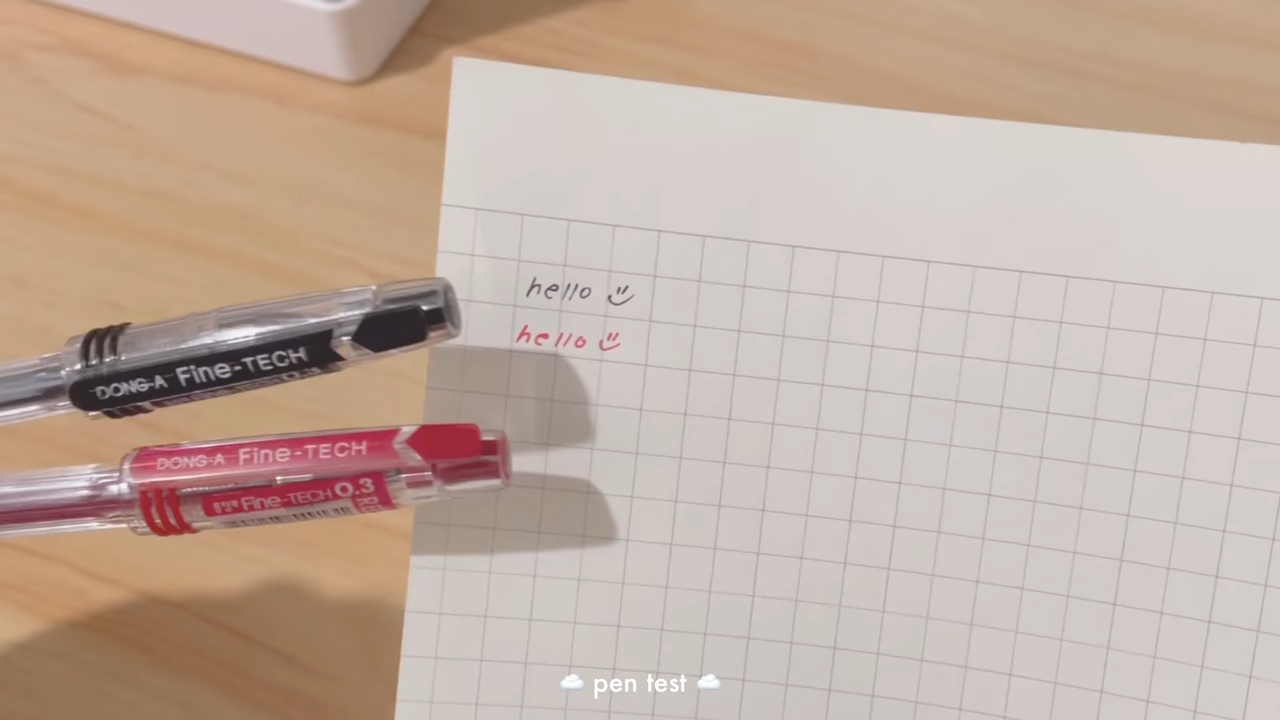 hello
hello
DONG-A Fine-TECH
DONG-A Fine-TECH
Fine-TECH 0.3
☁️ pen test ☁️